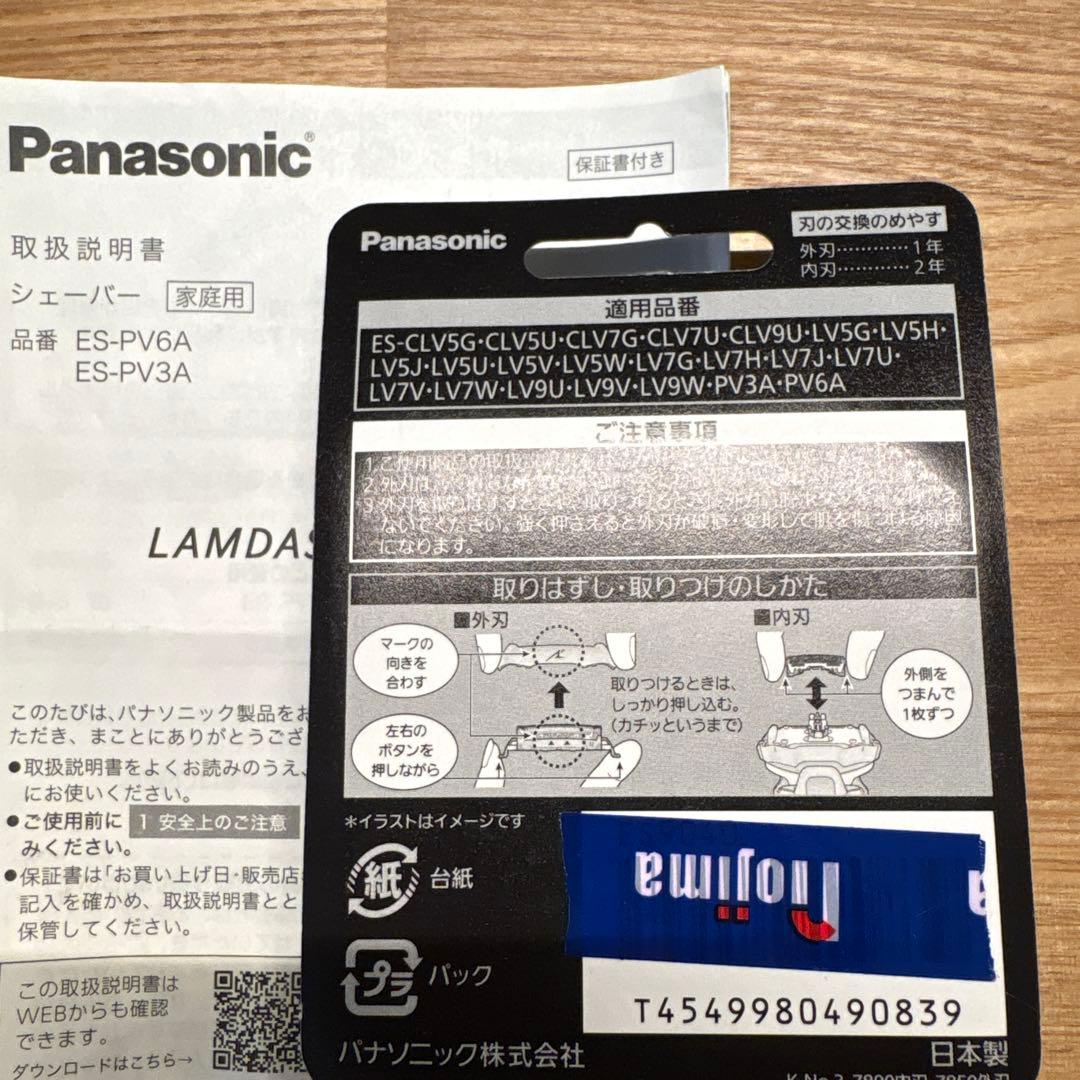 Panasonic®
保証書付き
取扱説明書
シェーバー 家庭用
品番 ES-PV6A
ES-PV3A
LAMDAS
このたびは、パナソニック製品をお
ただき、まことにありがとうござ
●取扱説明書をよくお読みのうえ、
にお使いください。
●ご使用前に 1 安全上のご注意
みください。
●保証書は「お買い上げ日・販売店
記入を確かめ、取扱説明書とと
保管してください。
この取扱説明書は
WEBからも確認
できます。
ダウンロードはこちら→
Panasonic
刃の交換のめやす
外刃…………1年
内刃…………2年
適用品番
ES-CLV5G・CLV5U・CLV7G・CLV7U・CLV9U・LV5G・LV5H・
LV5J・LV5U・LV5V・LV5W・LV7G・LV7H・LV7J・LV7U・
LV7V・LV7W・LV9U・LV9V・LV9W・PV3A・PV6A
ご注意事項
1.ご使用
2.外刃は
3.外刃を
ないでください。強く押さえると外刃が破損・変形して肌を傷つける原因
になります。
取りはずし・取りつけのしかた
■外刃
マークの
向きを
合わす
左右の
ボタンを
押しながら
取りつけるときは、
しっかり押し込む。
(カチッというまで)
■内刃
外側を
つまんで
1枚ずつ
*イラストはイメージです
紙 台紙
プラ パック
nojima
a
T4549980490839
パナソニック株式会社
日本製